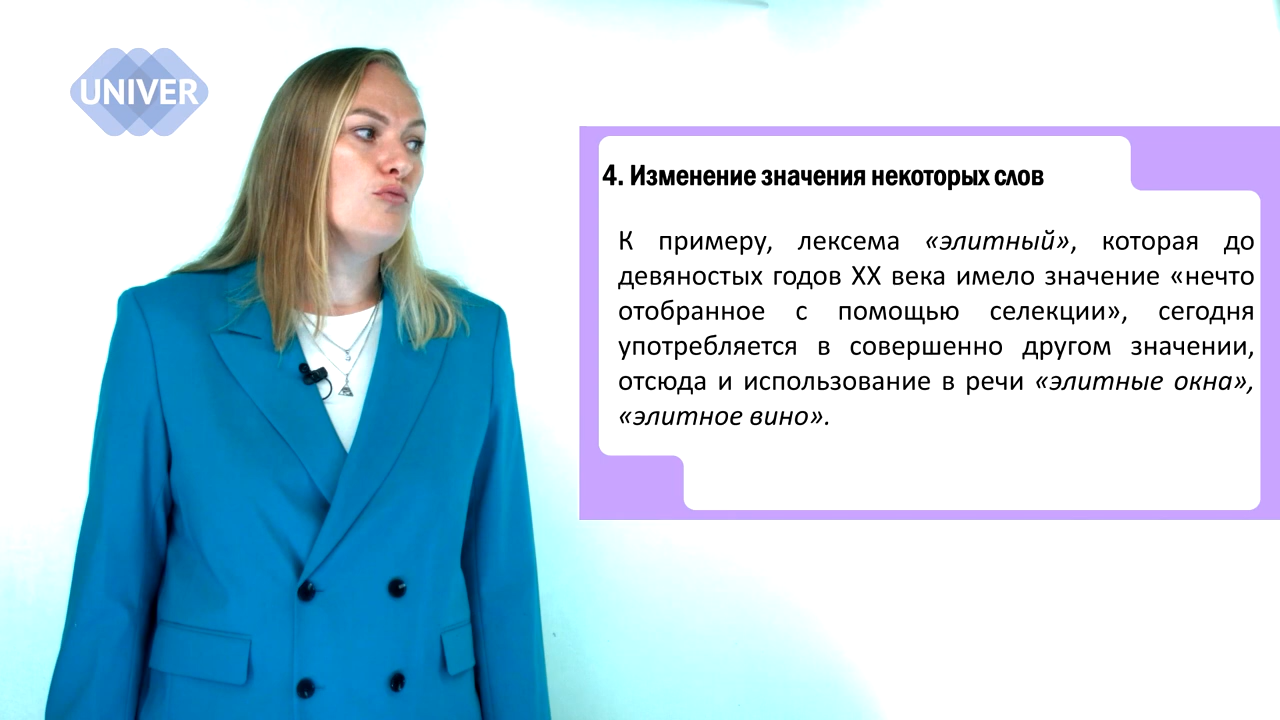 UNIVER
4. Изменение значения некоторых слов
К примеру, лексема «элитный», которая до
девяностых годов XX века имело значение «нечто
отобранное с помощью селекции», сегодня
употребляется в совершенно другом значении,
отсюда и использование в речи «элитные окна»,
«элитное вино».